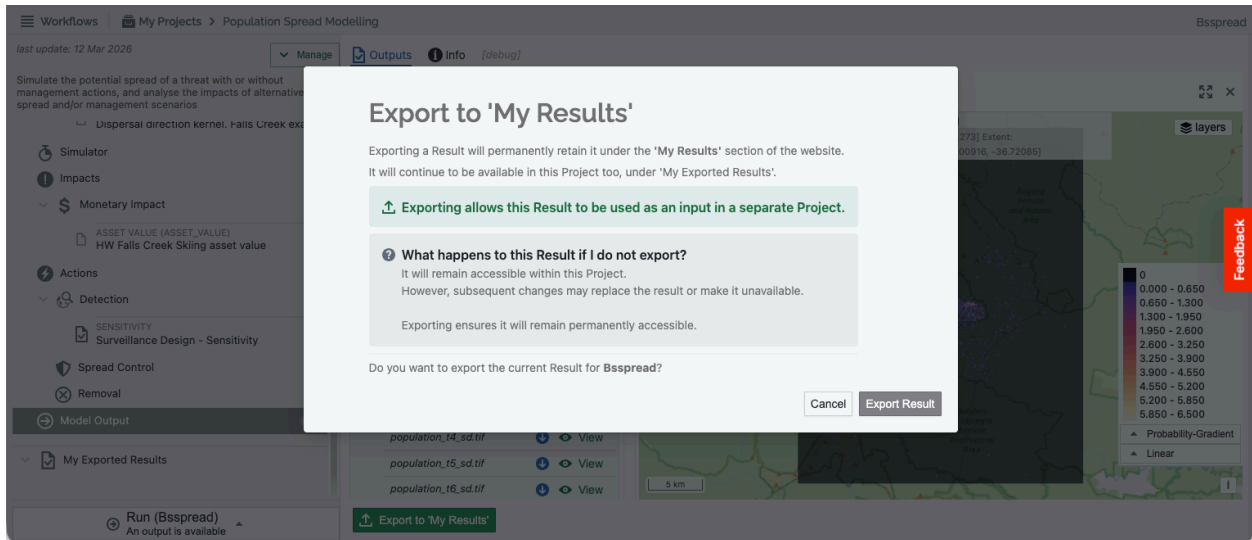 Workflows My Projects > Population Spread Modelling Bsspread
last update: 12 Mar 2026
Manage
Outputs Info [debug]
Simulate the potential spread of a threat with or without
management actions, and analyse the impacts of alternative
spread and/or management scenarios
Dispersal direction kernel. Falls Creek exa
Simulator
Impacts
Monetary Impact
ASSET VALUE (ASSET_VALUE)
HW Falls Creek Skiing asset value
Actions
Detection
SENSITIVITY
Surveillance Design - Sensitivity
Spread Control
Removal
Model Output
My Exported Results
Run (Bsspread)
An output is available
Export to 'My Results'
Exporting a Result will permanently retain it under the 'My Results' section of the website.
It will continue to be available in this Project too, under 'My Exported Results'.
Exporting allows this Result to be used as an input in a separate Project.
What happens to this Result if I do not export?
It will remain accessible within this Project.
However, subsequent changes may replace the result or make it unavailable.
Exporting ensures it will remain permanently accessible.
Do you want to export the current Result for Bsspread?
Cancel Export Result
population_t4_sd.tif View
population_t5_sd.tif View
population_t6_sd.tif View
Export to 'My Results'
layers
273] Extent:
00916, -36.72085]
Feedback
0
0.000 - 0.650
0.650 - 1.300
1.300 - 1.950
1.950 - 2.600
2.600 - 3.250
3.250 - 3.900
3.900 - 4.550
4.550 - 5.200
5.200 - 5.850
5.850 - 6.500
Probability-Gradient
Linear
5 km
i